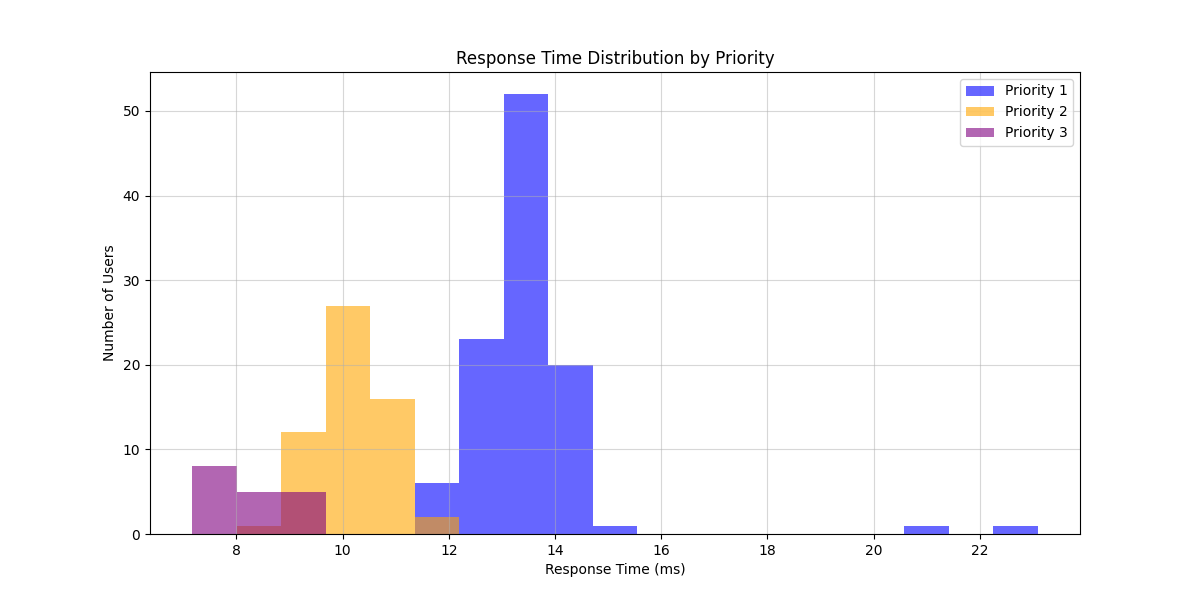 Response Time Distribution by Priority
Priority 1
Priority 2
Priority 3
Number of Users
50
40
30
20
10
0
8 10 12 14 16 18 20 22
Response Time (ms)